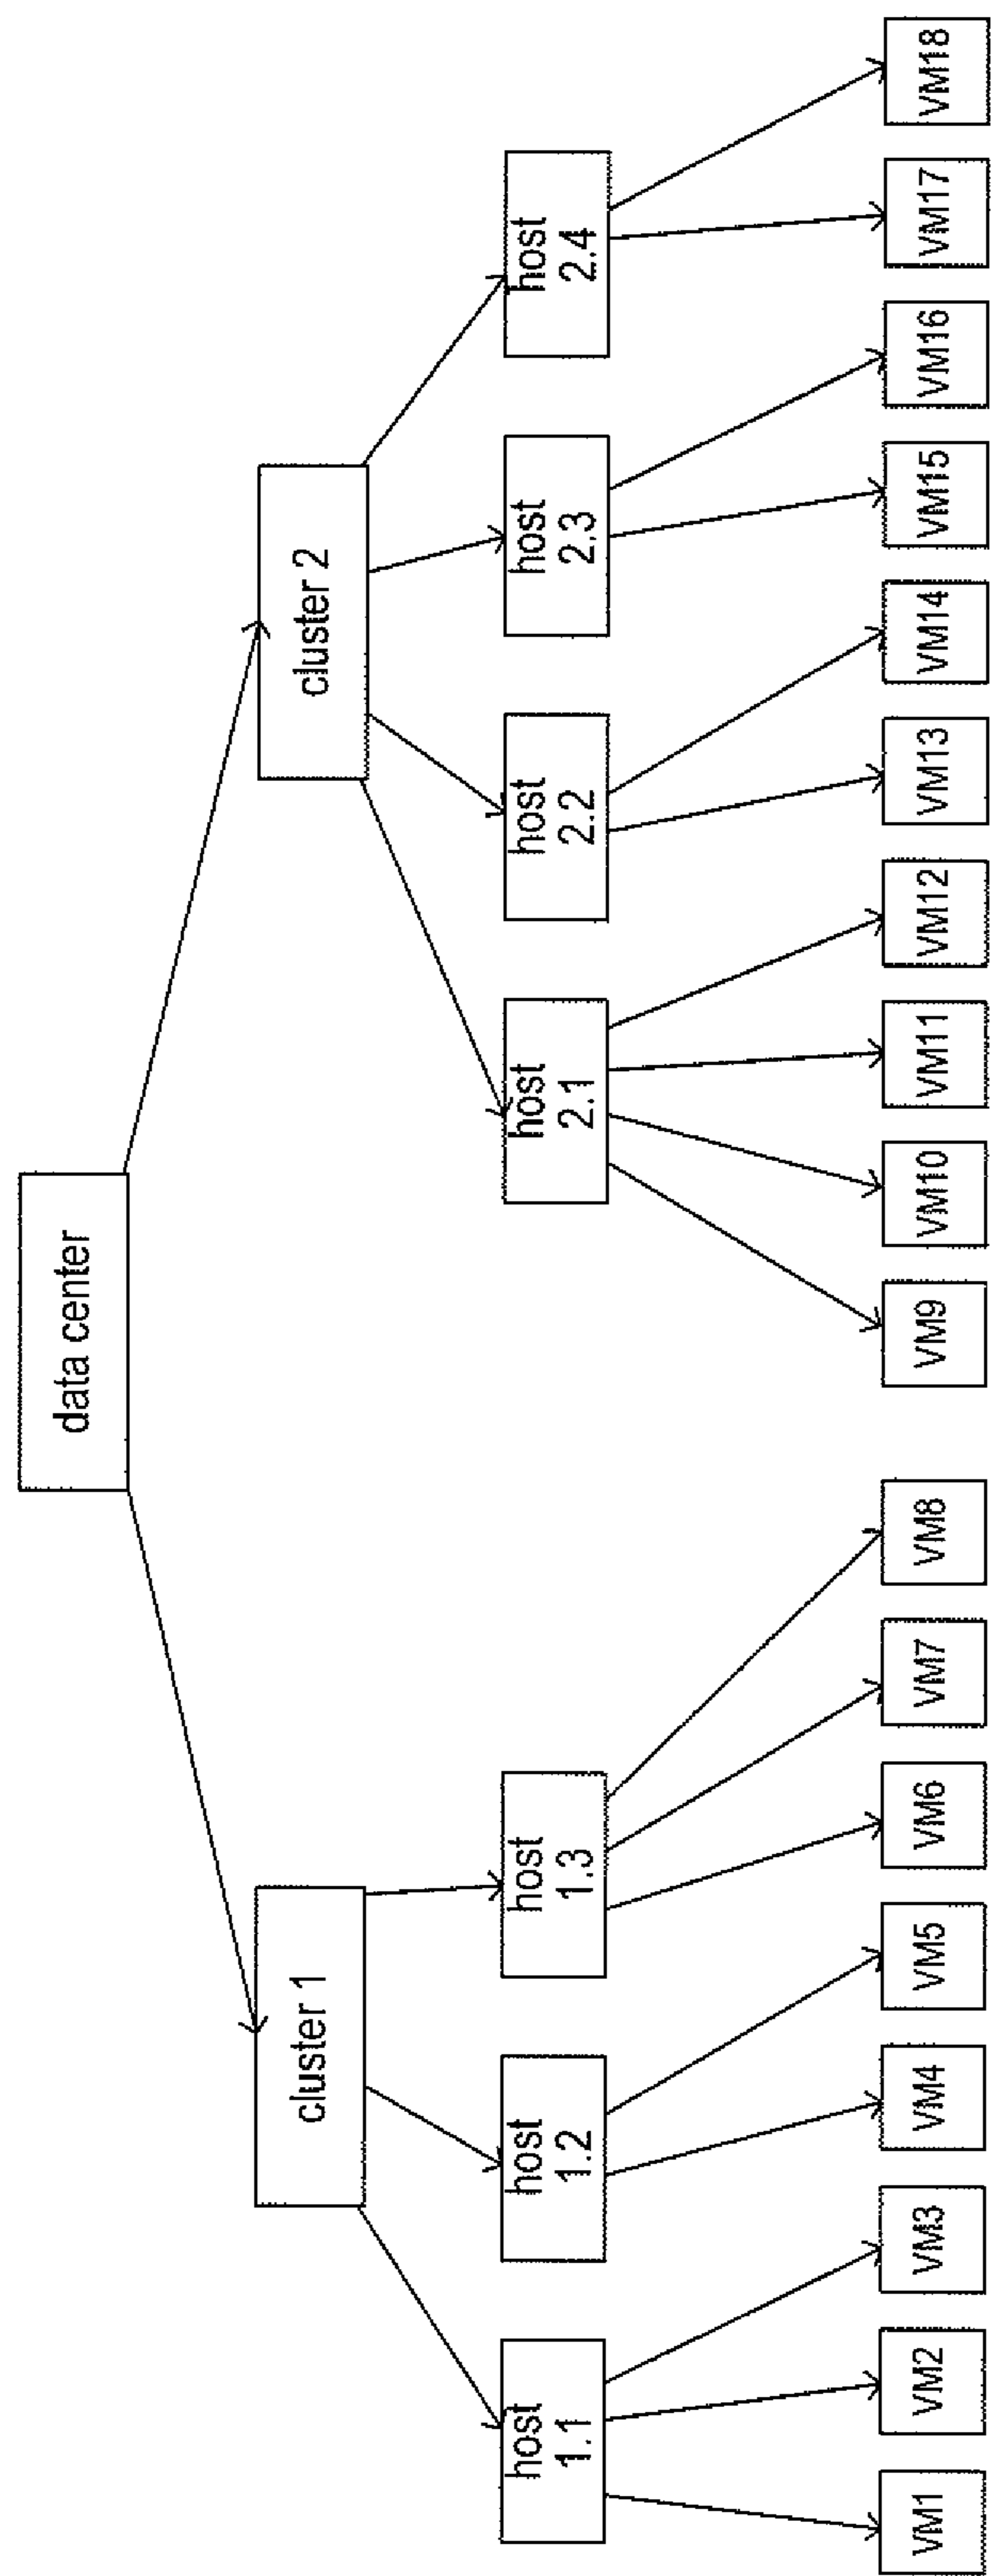 data center
cluster 1
cluster 2
host
1.1
host
1.2
host
1.3
host
2.1
host
2.2
host
2.3
host
2.4
VM1
VM2
VM3
VM4
VM5
VM6
VM7
VM8
VM9
VM10
VM11
VM12
VM13
VM14
VM15
VM16
VM17
VM18